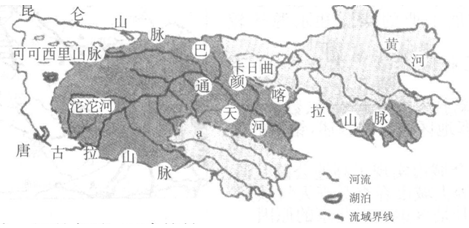 昆仑山脉
可可西里山脉
巴颜喀拉山脉
卡日曲
黄河
沱沱河
通天河
唐古拉山脉
a
河流
湖泊
流域界线